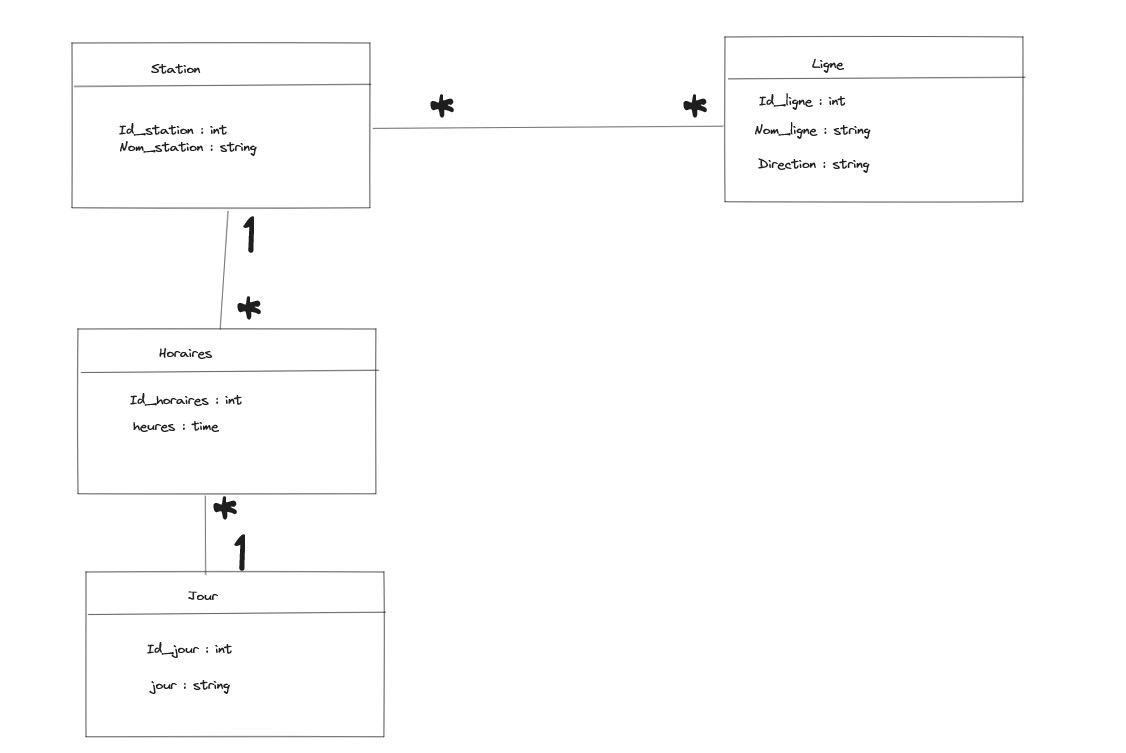 Station
Id_station : int
Nom_station : string
* *
Ligne
Id_ligne : int
Nom_ligne : string
Direction : string
1
*
Horaires
Id_horaires : int
heures : time
*
1
Jour
Id_jour : int
jour : string